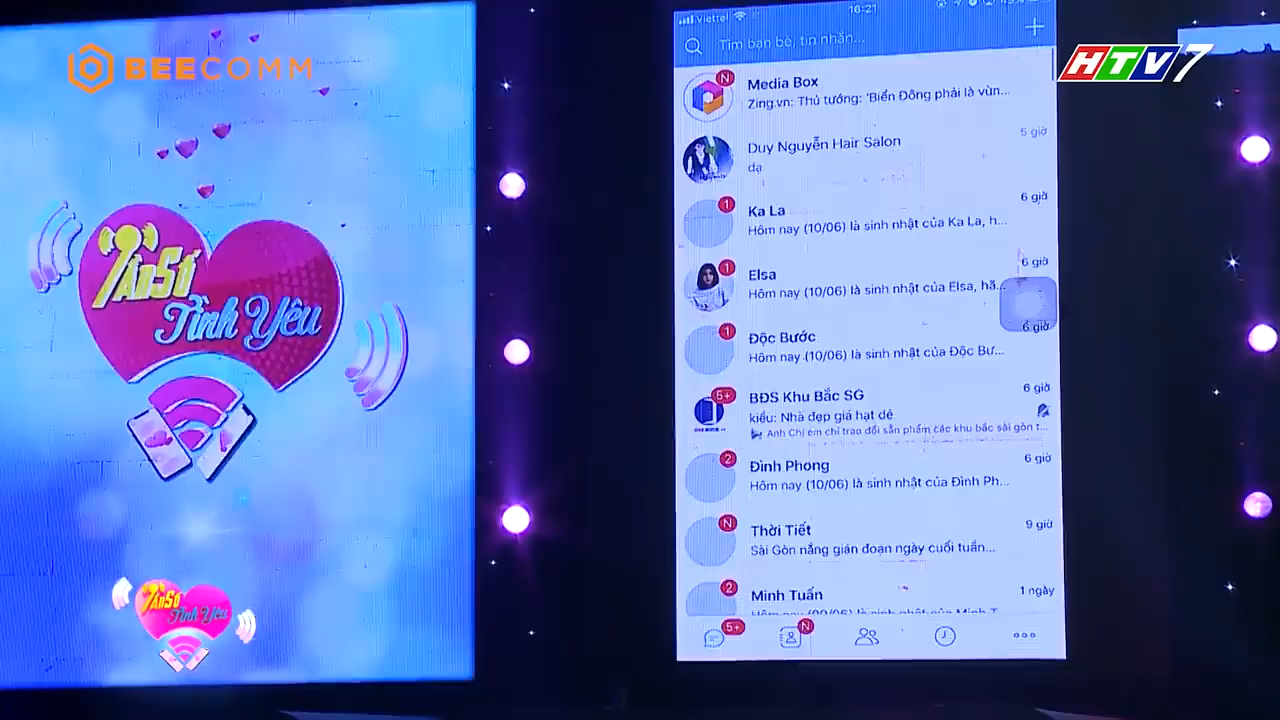 BEECOMM
HTV7
TẦN SỐ
Tình Yêu
TẦN SỐ
Tình Yêu
Viettel
16:21
Tìm bạn bè, tin nhắn...
Media Box
Zing.vn: Thủ tướng: 'Biển Đông phải là vùn...
Duy Nguyễn Hair Salon
5 giờ
dạ
Ka La
6 giờ
Hôm nay (10/06) là sinh nhật của Ka La, h...
Elsa
6 giờ
Hôm nay (10/06) là sinh nhật của Elsa, hã...
Độc Bước
6 giờ
Hôm nay (10/06) là sinh nhật của Độc Bư...
BĐS Khu Bắc SG
6 giờ
kiều: Nhà đẹp giá hạt dẻ
Anh Chị em chỉ trao đổi sản phẩm các khu bắc sài gòn t...
Đình Phong
6 giờ
Hôm nay (10/06) là sinh nhật của Đình Ph...
Thời Tiết
9 giờ
Sài Gòn nắng gián đoạn ngày cuối tuần...
Minh Tuấn
1 ngày
N
1
1
1
5+
2
N
2
5+
N